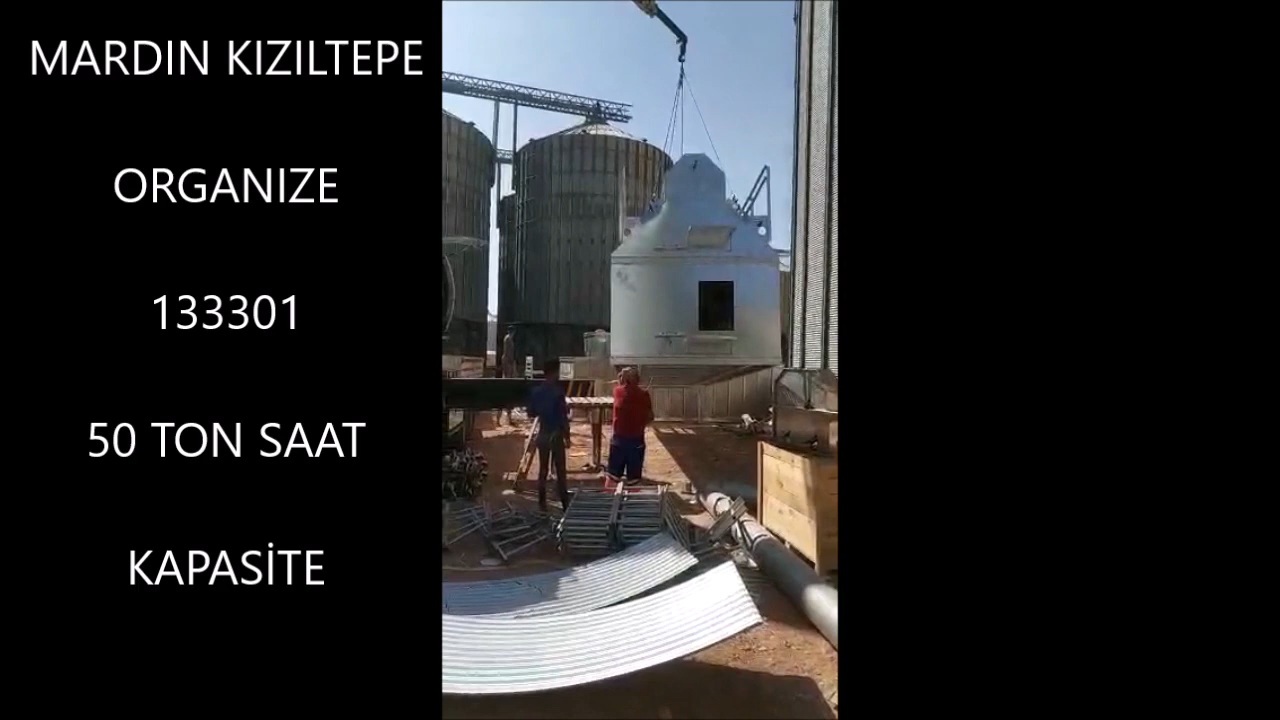 MARDIN KIZILTEPE
ORGANIZE
133301
50 TON SAAT
KAPASİTE